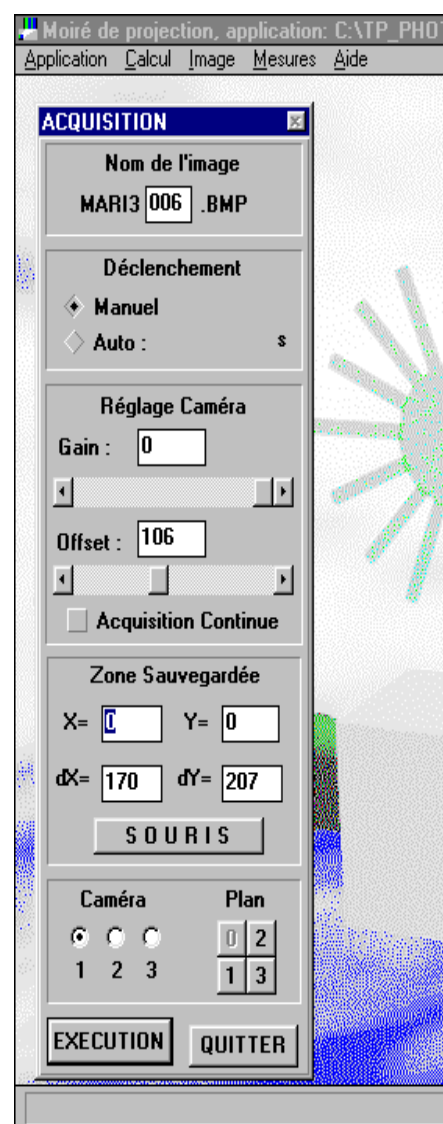 Moiré de projection, application: C:\TP_PHO
Application Calcul Image Mesures Aide
ACQUISITION
Nom de l'image
MARI3 006 .BMP
Déclenchement
Manuel
Auto : s
Réglage Caméra
Gain : 0
Offset : 106
Acquisition Continue
Zone Sauvegardée
X= 0 Y= 0
dX= 170 dY= 207
SOURIS
Caméra Plan
0 2
1 2 3 1 3
EXECUTION QUITTER